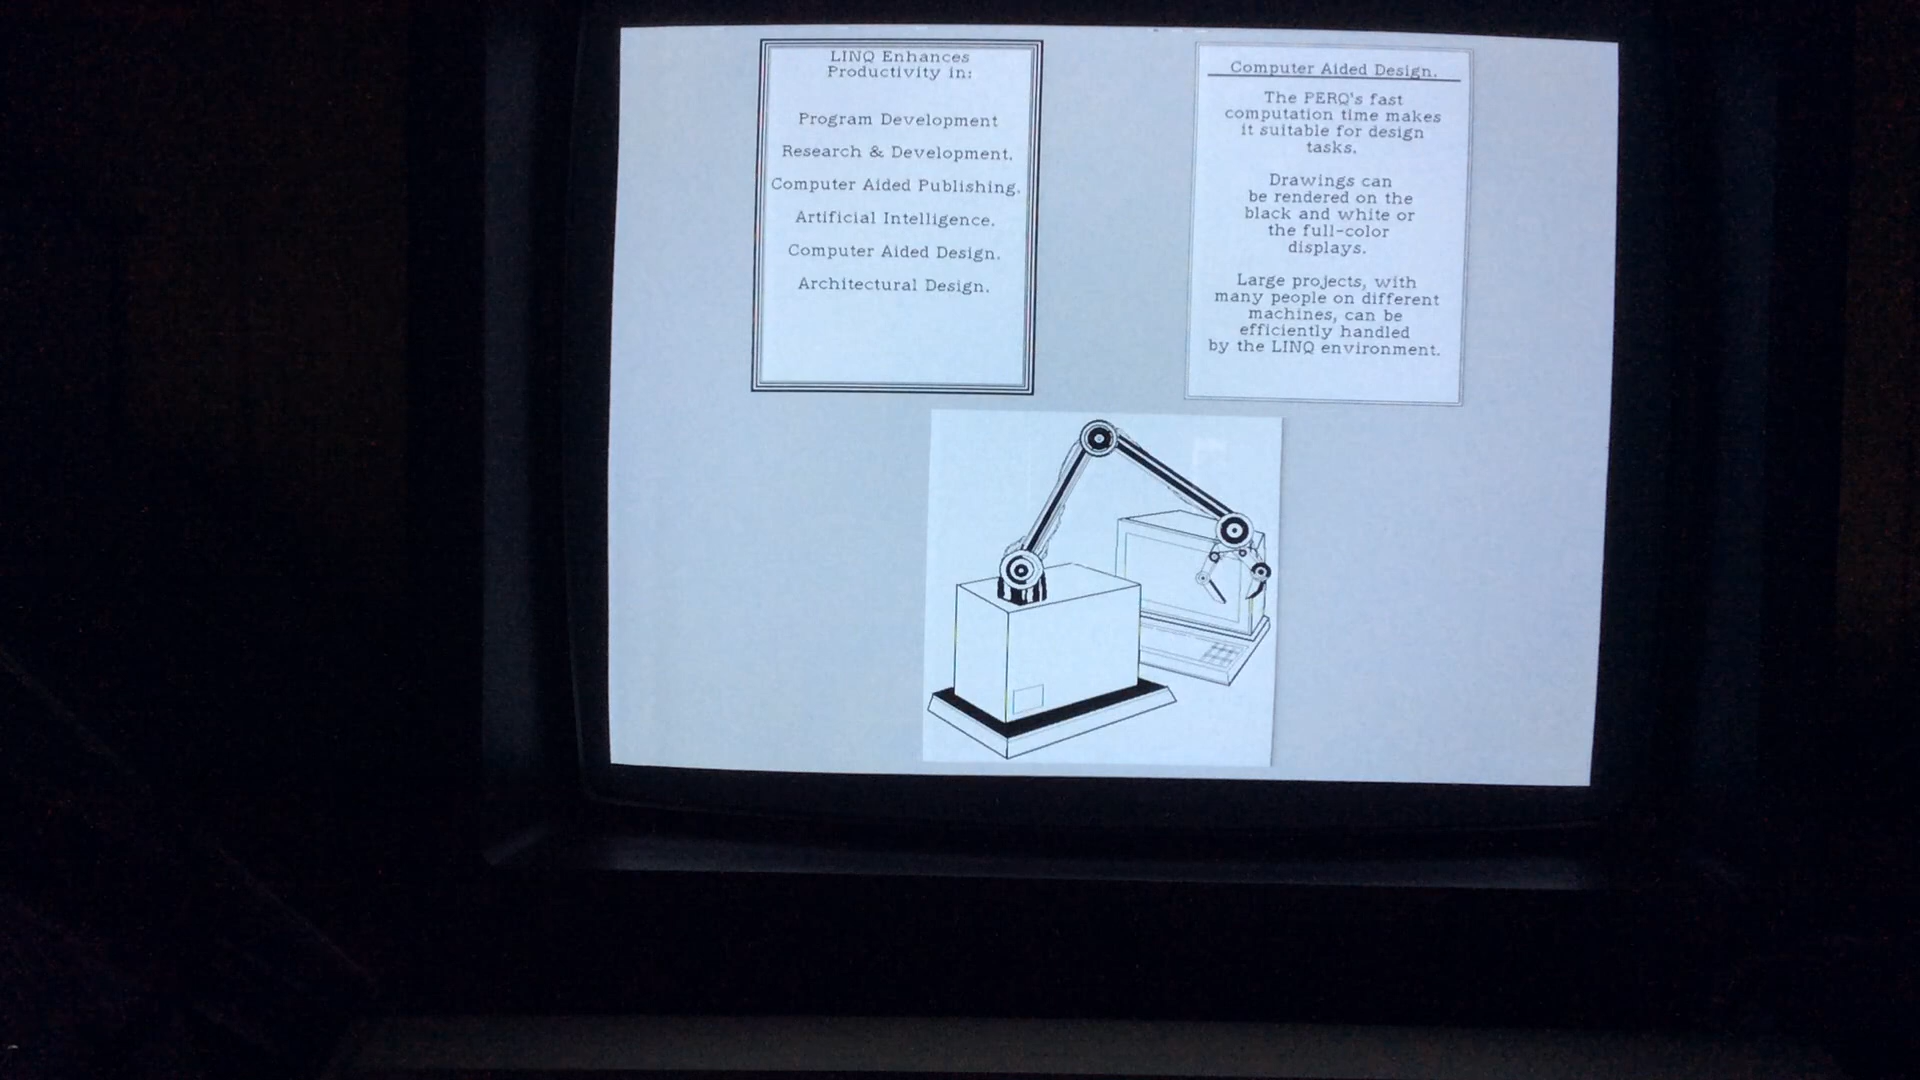 LINQ Enhances
Productivity in:
Program Development
Research & Development.
Computer Aided Publishing.
Artificial Intelligence.
Computer Aided Design.
Architectural Design.
Computer Aided Design.
The PERQ's fast
computation time makes
it suitable for design
tasks.
Drawings can
be rendered on the
black and white or
the full-color
displays.
Large projects, with
many people on different
machines, can be
efficiently handled
by the LINQ environment.